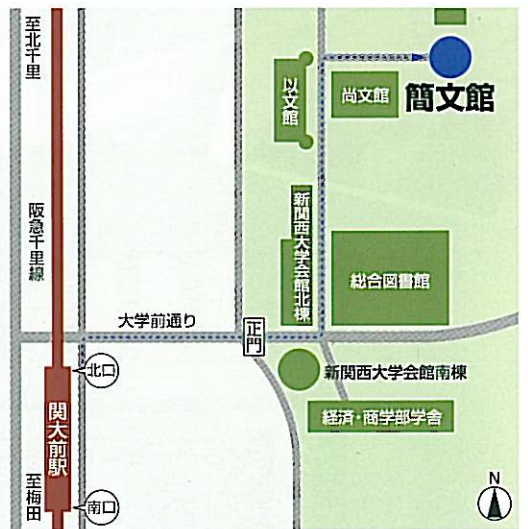 至北千里
阪急千里線
大学前通り
北口
関大前駅
至梅田
南口
正門
以文館
尚文館
簡文館
新関西大学会館北棟
総合図書館
新関西大学会館南棟
経済・商学部学舎
N